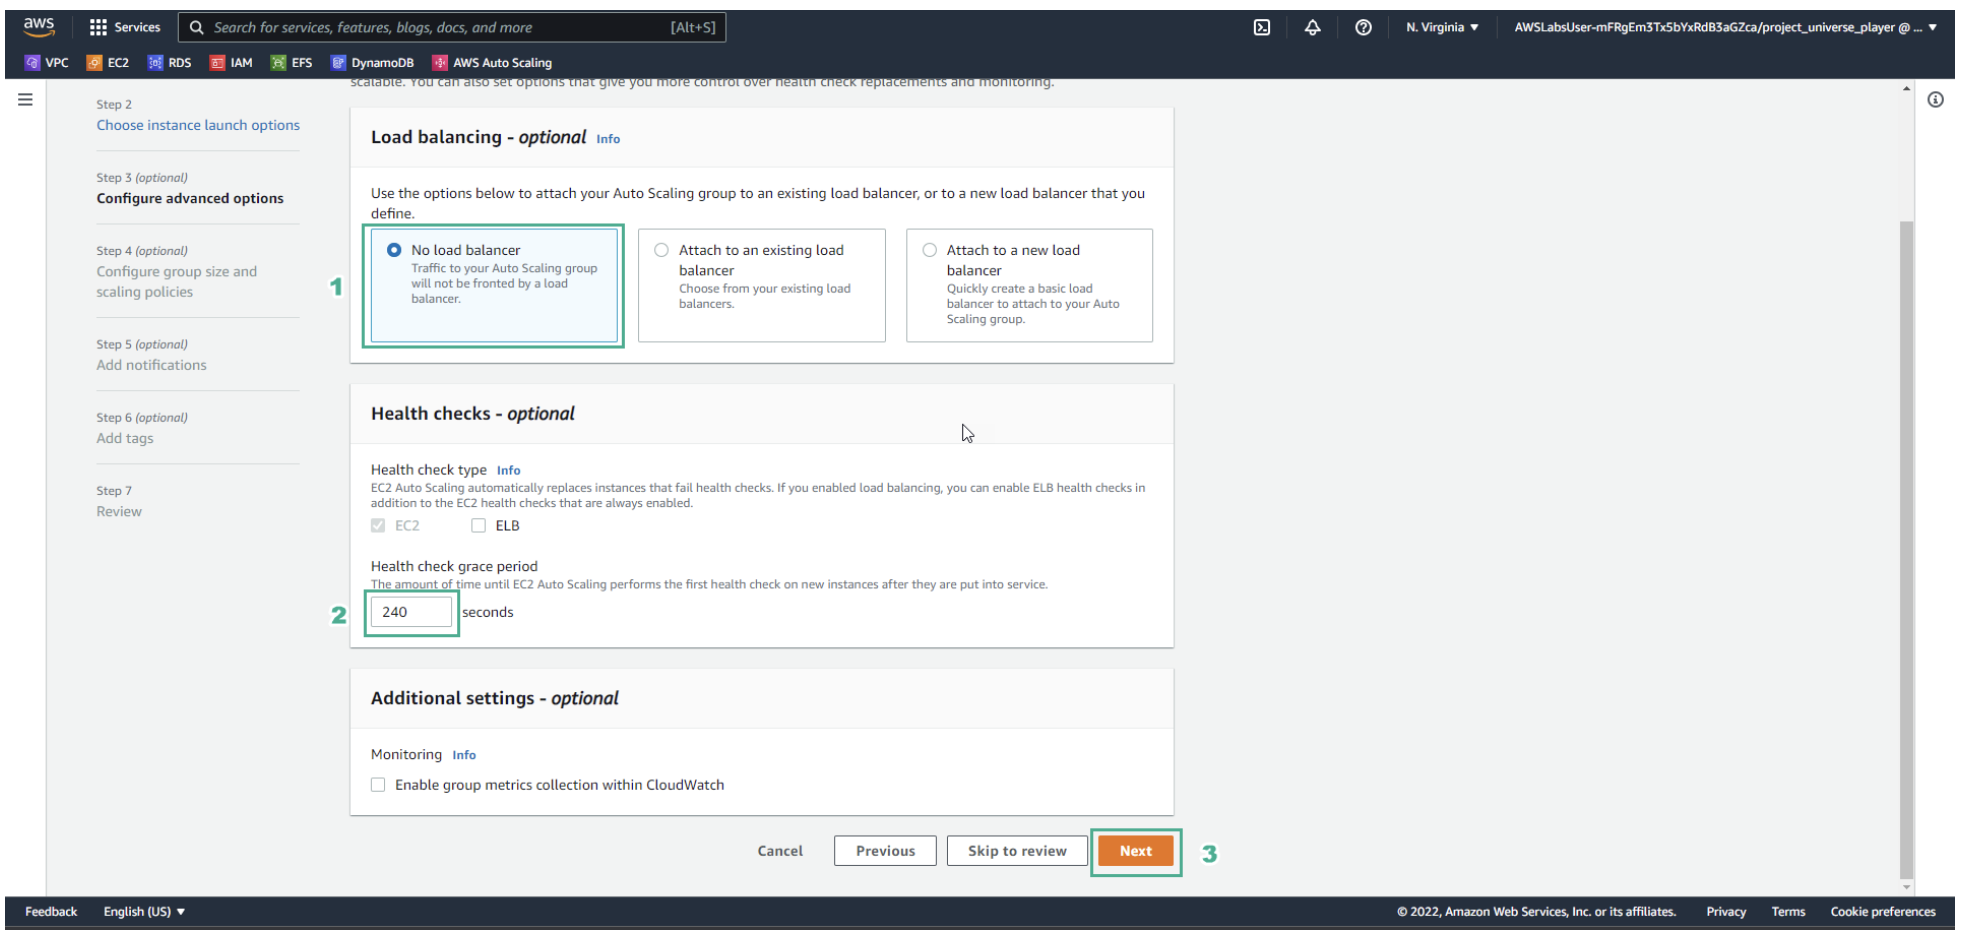 aws
Services
Search for services, features, blogs, docs, and more [Alt+S]
N. Virginia ▼
AWSLabsUser-mFRgEm3Tx5bYxRdB3aGZca/project_universe_player @ ... ▼
VPC EC2 RDS IAM EFS DynamoDB AWS Auto Scaling
scalable. You can also set options that give you more control over health check replacements and monitoring.
Step 2
Choose instance launch options
Step 3 (optional)
Configure advanced options
Step 4 (optional)
Configure group size and
scaling policies
Step 5 (optional)
Add notifications
Step 6 (optional)
Add tags
Step 7
Review
Load balancing - optional Info
Use the options below to attach your Auto Scaling group to an existing load balancer, or to a new load balancer that you
define.
1
No load balancer
Traffic to your Auto Scaling group
will not be fronted by a load
balancer.
Attach to an existing load
balancer
Choose from your existing load
balancers.
Attach to a new load
balancer
Quickly create a basic load
balancer to attach to your Auto
Scaling group.
Health checks - optional
Health check type Info
EC2 Auto Scaling automatically replaces instances that fail health checks. If you enabled load balancing, you can enable ELB health checks in
addition to the EC2 health checks that are always enabled.
EC2 ELB
Health check grace period
The amount of time until EC2 Auto Scaling performs the first health check on new instances after they are put into service.
2
240 seconds
Additional settings - optional
Monitoring Info
Enable group metrics collection within CloudWatch
Cancel Previous Skip to review Next 3
Feedback English (US) ▼
© 2022, Amazon Web Services, Inc. or its affiliates. Privacy Terms Cookie preferences